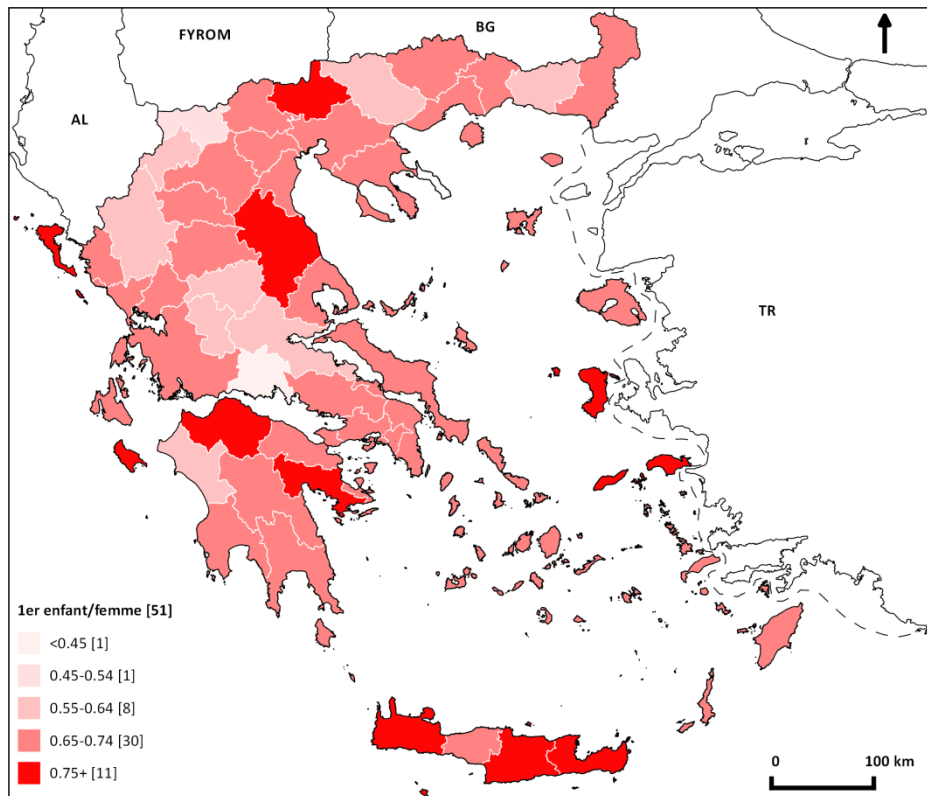 FYROM
BG
AL
TR
1er enfant/femme [51]
<0.45 [1]
0.45-0.54 [1]
0.55-0.64 [8]
0.65-0.74 [30]
0.75+ [11]
0 100 km